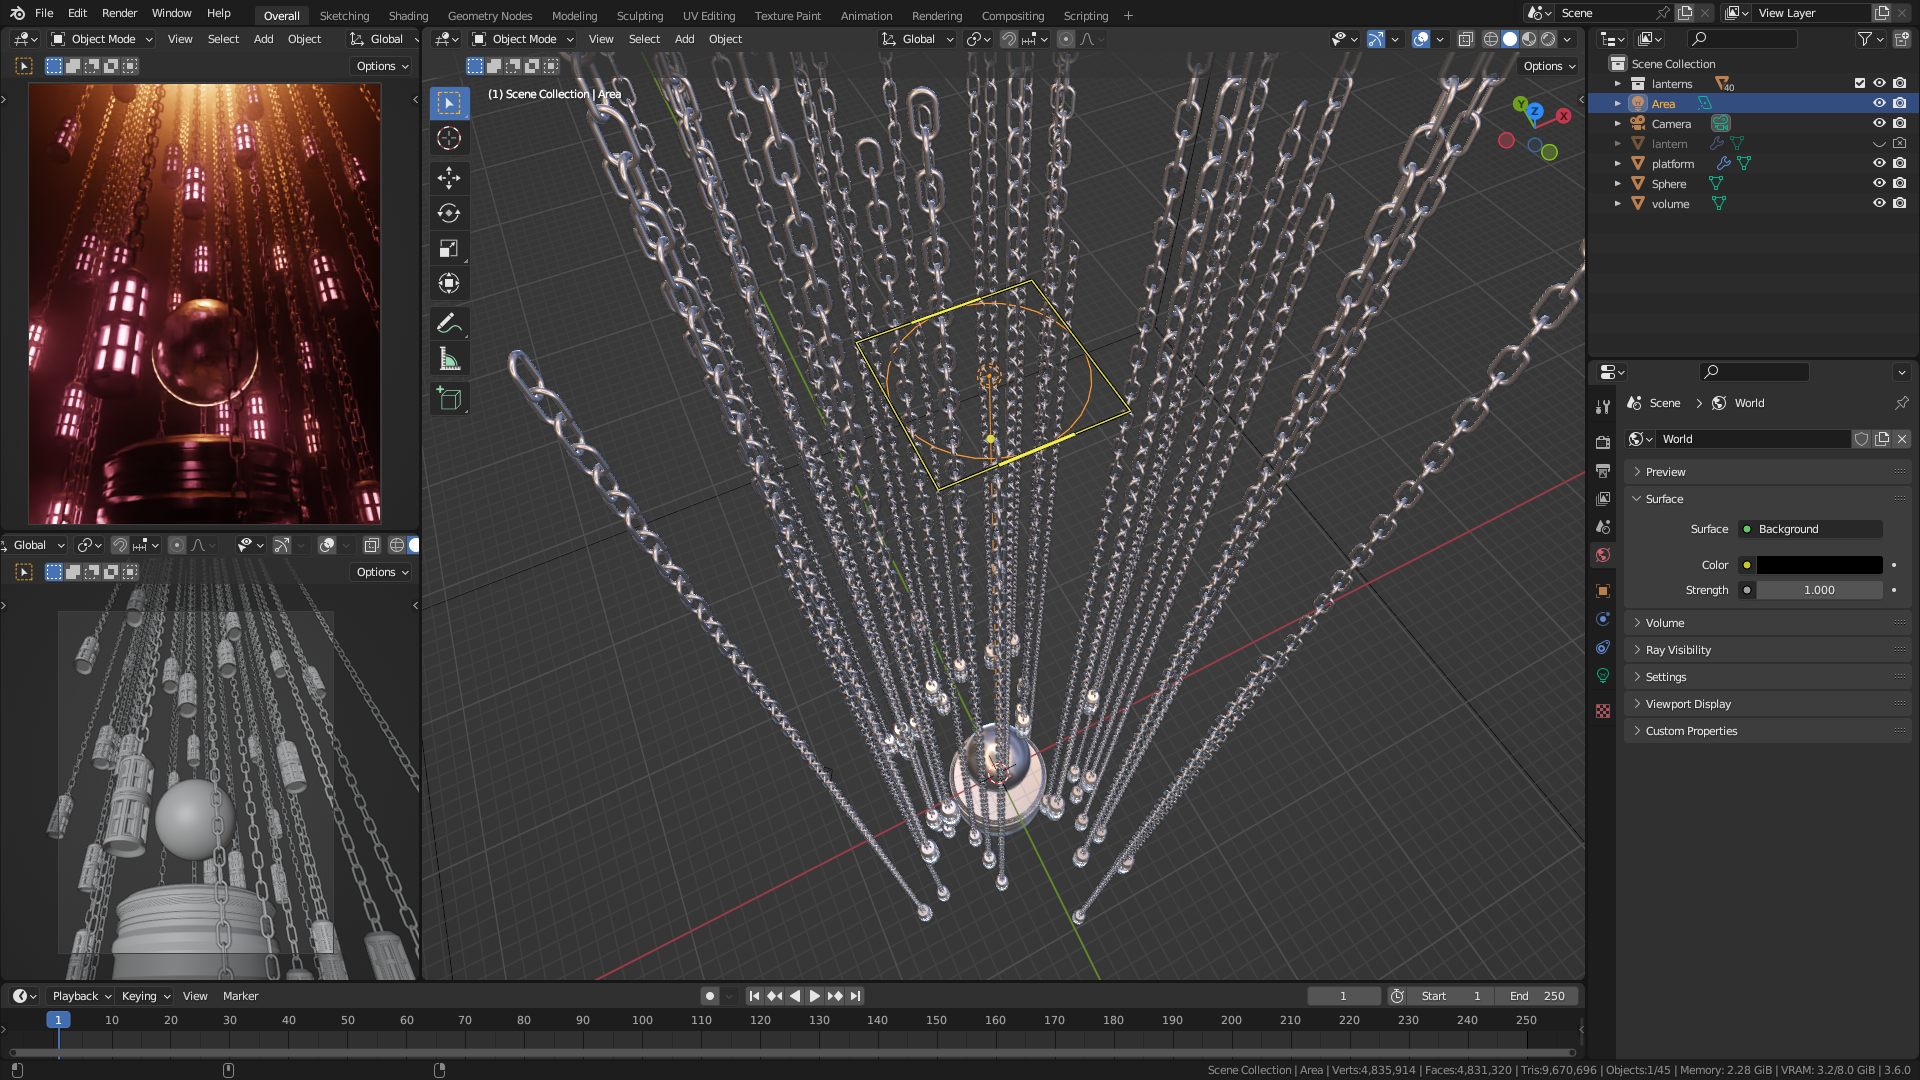 File Edit Render Window Help Overall Sketching Shading Geometry Nodes Modeling Sculpting UV Editing Texture Paint Animation Rendering Compositing Scripting + Scene View Layer
Object Mode View Select Add Object Global
Options
Object Mode View Select Add Object Global
Options
(1) Scene Collection | Area
Y Z X
Scene Collection
lanterns 40
Area
Camera
lantern
platform
Sphere
volume
Scene > World
World
Preview
Surface
Surface Background
Color
Strength 1.000
Volume
Ray Visibility
Settings
Viewport Display
Custom Properties
Global
Options
Playback Keying View Marker 1 Start 1 End 250
1 10 20 30 40 50 60 70 80 90 100 110 120 130 140 150 160 170 180 190 200 210 220 230 240 250
Scene Collection | Area | Verts:4,835,914 | Faces:4,831,320 | Tris:9,670,696 | Objects:1/45 | Memory: 2.28 GiB | VRAM: 3.2/8.0 GiB | 3.6.0